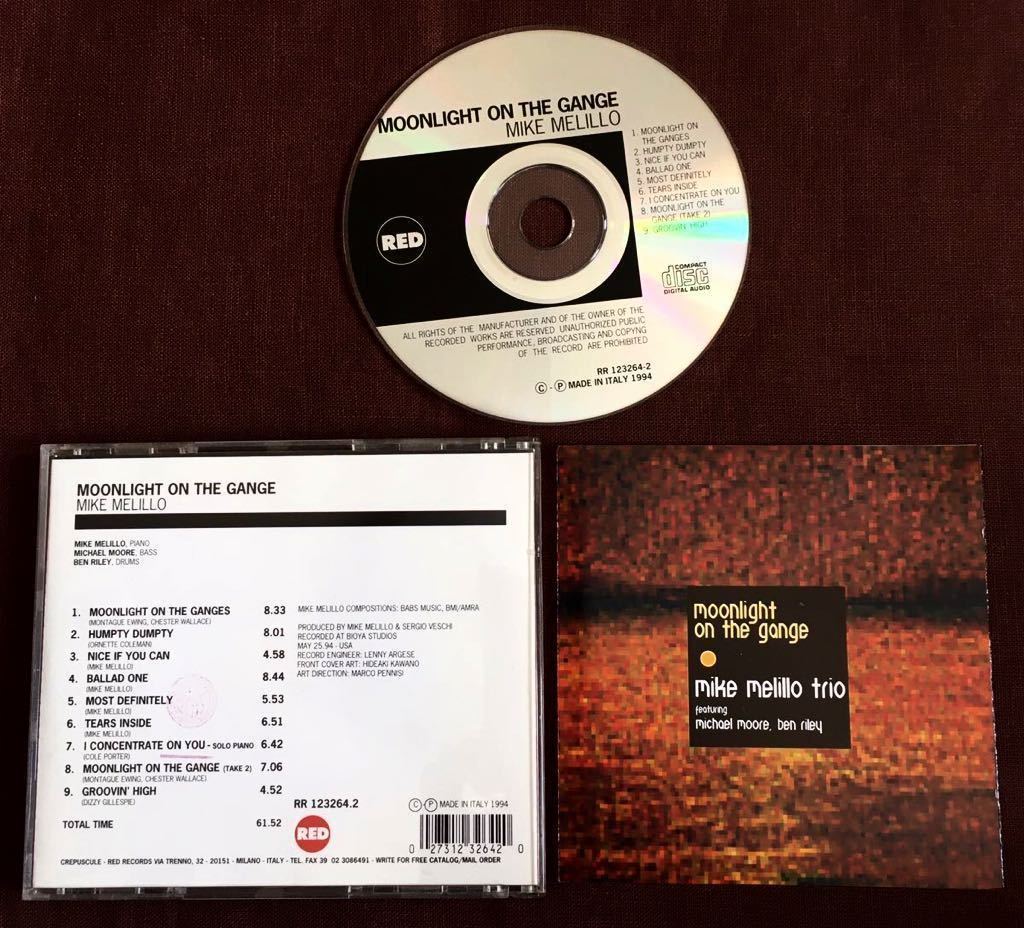 MOONLIGHT ON THE GANGE
MIKE MELILLO
1. MOONLIGHT ON
THE GANGES
2. HUMPTY DUMPTY
3. NICE IF YOU CAN
4. BALLAD ONE
5. MOST DEFINITELY
6. TEARS INSIDE
7. I CONCENTRATE ON YOU
8. MOONLIGHT ON THE
GANGE (TAKE 2)
9. GROOVIN' HIGH
RED
COMPACT
disc
DIGITAL AUDIO
ALL RIGHTS OF THE MANUFACTURER AND OF THE OWNER OF THE
RECORDED WORKS ARE RESERVED UNAUTHORIZED PUBLIC
PERFORMANCE, BROADCASTING AND COPYNG
OF THE RECORD ARE PROHIBITED
RR 123264-2
C - P MADE IN ITALY 1994
MOONLIGHT ON THE GANGE
MIKE MELILLO
MIKE MELILLO, PIANO
MICHAEL MOORE, BASS
BEN RILEY, DRUMS
1. MOONLIGHT ON THE GANGES 8.33
(MONTAGUE EWING, CHESTER WALLACE)
2. HUMPTY DUMPTY 8.01
(ORNETTE COLEMAN)
3. NICE IF YOU CAN 4.58
(MIKE MELILLO)
4. BALLAD ONE 8.44
(MIKE MELILLO)
5. MOST DEFINITELY 5.53
(MIKE MELILLO)
6. TEARS INSIDE 6.51
(MIKE MELILLO)
7. I CONCENTRATE ON YOU - SOLO PIANO 6.42
(COLE PORTER)
8. MOONLIGHT ON THE GANGE (TAKE 2) 7.06
(MONTAGUE EWING, CHESTER WALLACE)
9. GROOVIN' HIGH 4.52
(DIZZY GILLESPIE)
TOTAL TIME 61.52
MIKE MELILLO COMPOSITIONS: BABS MUSIC, BMI/AMRA
PRODUCED BY MIKE MELILLO & SERGIO VESCHI
RECORDED AT BIOYA STUDIOS
MAY 25.94 - USA
RECORD ENGINEER: LENNY ARGESE
FRONT COVER ART: HIDEAKI KAWANO
ART DIRECTION: MARCO PENNISI
RR 123264.2
C - P MADE IN ITALY 1994
RED
0 27312 32642 0
CREPUSCULE - RED RECORDS VIA TRENNO, 32 - 20151 - MILANO - ITALY - TEL. FAX 39 02 3086491 - WRITE FOR FREE CATALOG/MAIL ORDER
moonlight
on the gange
mike melillo trio
featuring
michael moore, ben riley